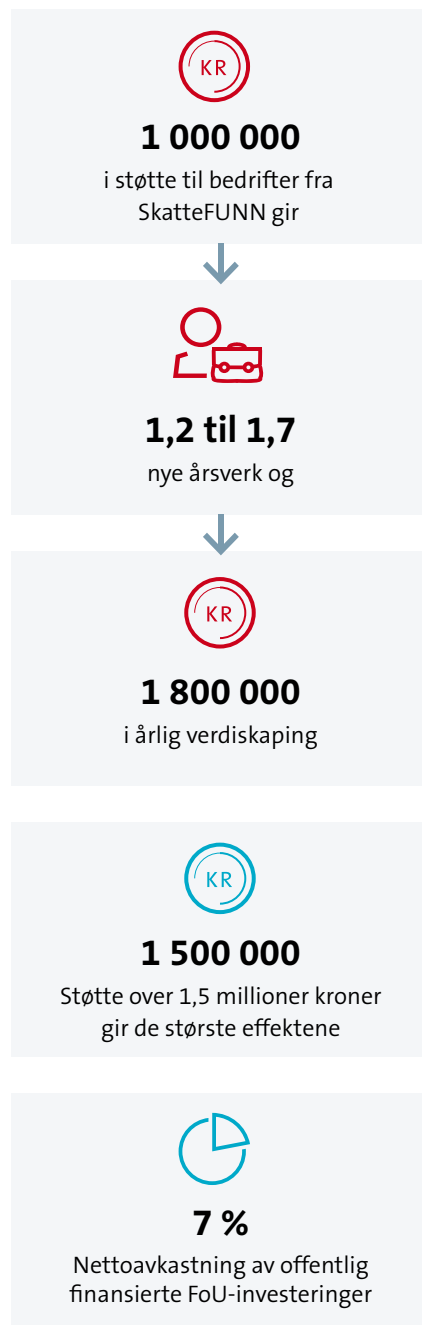 KR
1 000 000
i støtte til bedrifter fra
SkatteFUNN gir
1,2 til 1,7
nye årsverk og
KR
1 800 000
i årlig verdiskaping
KR
1 500 000
Støtte over 1,5 millioner kroner
gir de største effektene
7 %
Nettoavkastning av offentlig
finansierte FoU-investeringer